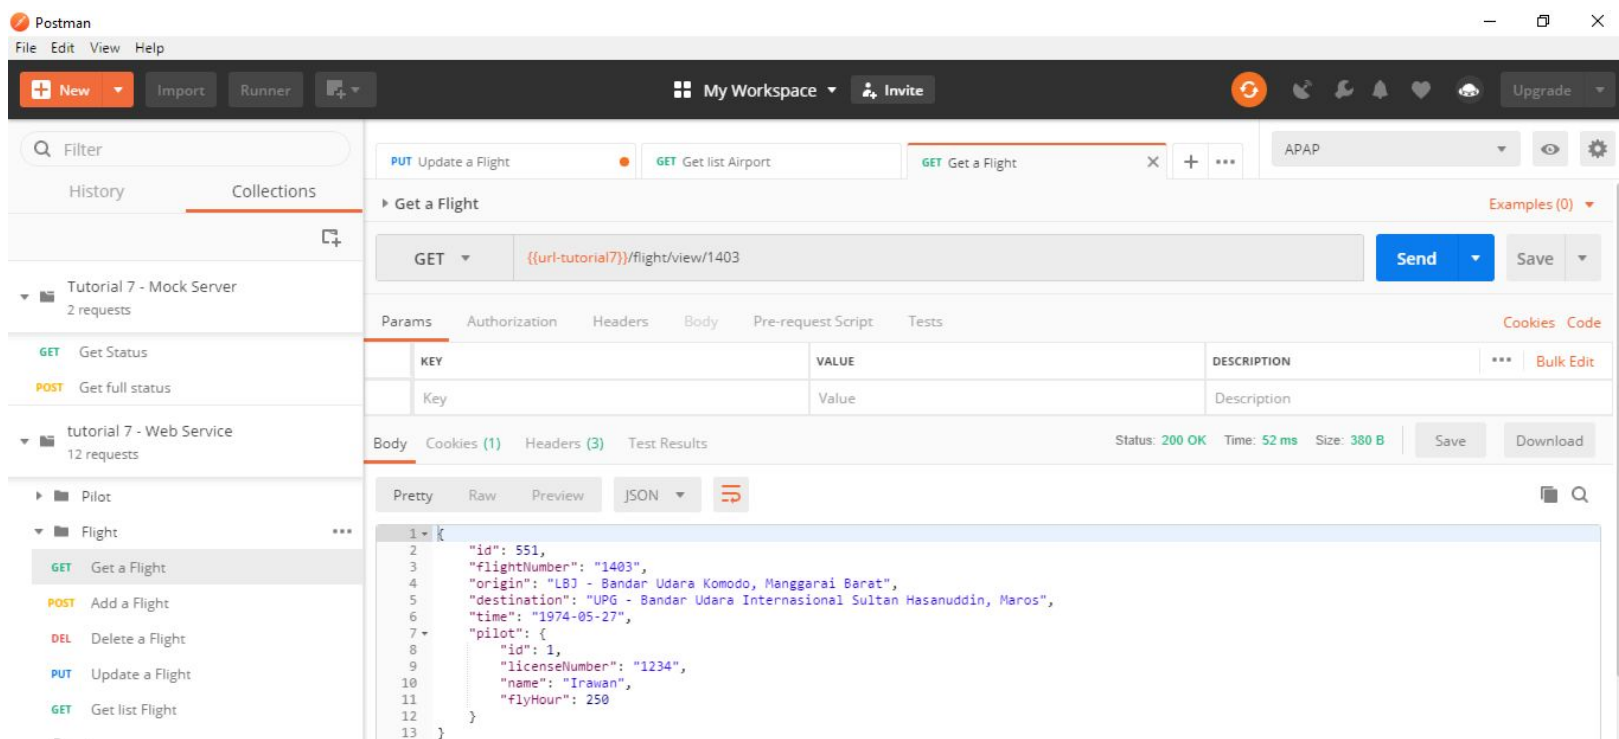 Postman
File Edit View Help
New Import Runner My Workspace Invite Upgrade
Filter
History Collections
Tutorial 7 - Mock Server
2 requests
GET Get Status
POST Get full status
tutorial 7 - Web Service
12 requests
Pilot
Flight
GET Get a Flight
POST Add a Flight
DEL Delete a Flight
PUT Update a Flight
GET Get list Flight
PUT Update a Flight GET Get list Airport GET Get a Flight APAP
Get a Flight Examples (0)
GET {{url-tutorial7}}/flight/view/1403 Send Save
Params Authorization Headers Body Pre-request Script Tests Cookies Code
KEY VALUE DESCRIPTION Bulk Edit
Key Value Description
Body Cookies (1) Headers (3) Test Results Status: 200 OK Time: 52 ms Size: 380 B Save Download
Pretty Raw Preview JSON
1 {
2 "id": 551,
3 "flightNumber": "1403",
4 "origin": "LBJ - Bandar Udara Komodo, Manggarai Barat",
5 "destination": "UPG - Bandar Udara Internasional Sultan Hasanuddin, Maros",
6 "time": "1974-05-27",
7 "pilot": {
8 "id": 1,
9 "licenseNumber": "1234",
10 "name": "Irawan",
11 "flyHour": 250
12 }
13 }